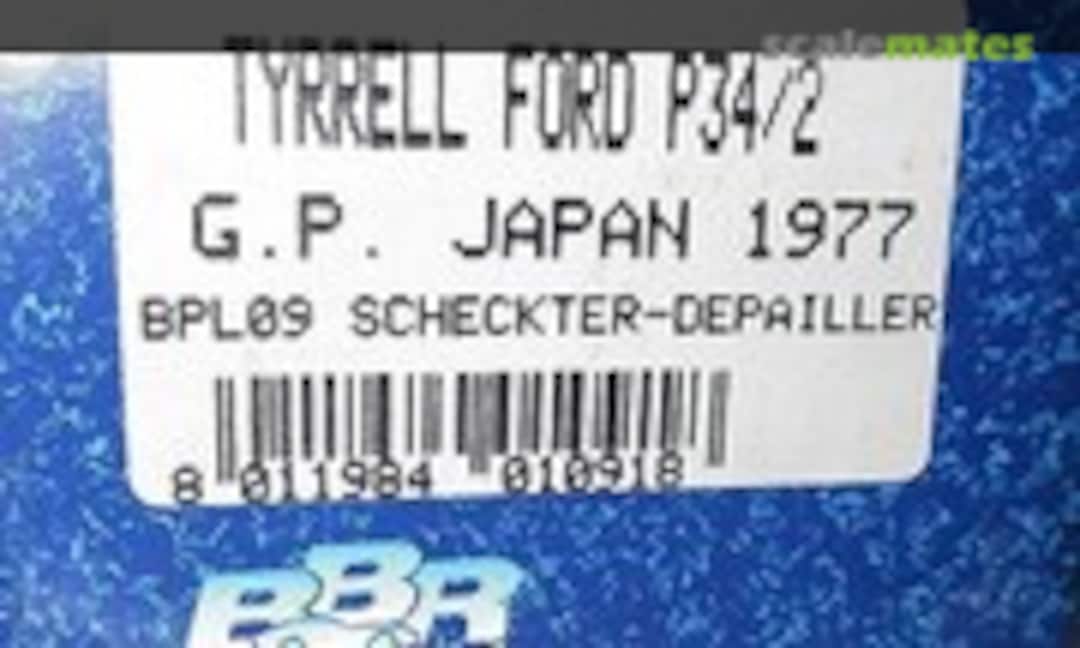 scalemates
TYRRELL FORD P34/2
G.P. JAPAN 1977
BPL09 SCHECKTER-DEPAILLER
8 011984 010918
BBR